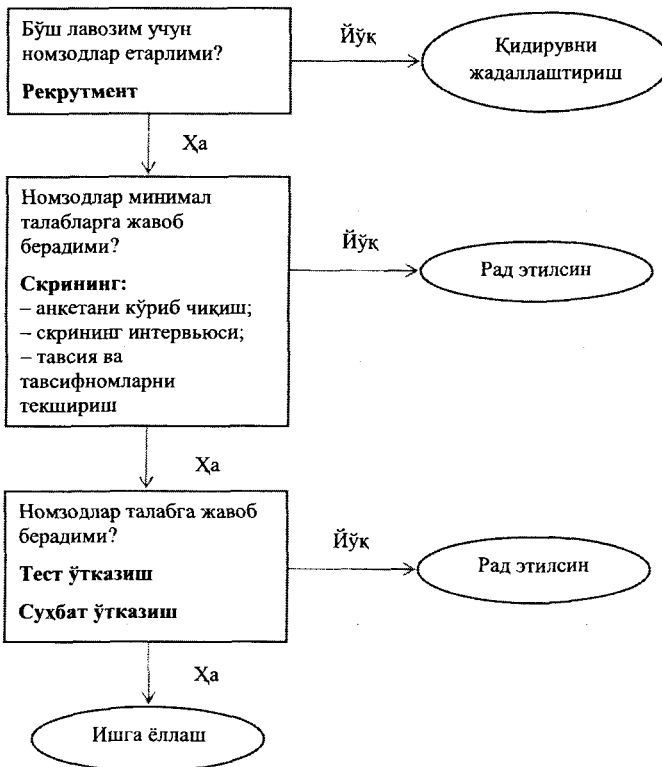 Бўш лавозим учун
номзодлар етарлими?
Рекрутмент
Йўқ
Қидирувни
жадаллаштириш
Ҳа
Номзодлар минимал
талабларга жавоб
берадими?
Скрининг:
– анкетани кўриб чиқиш;
– скрининг интервьюси;
– тавсия ва
тавсифномларни
текшириш
Йўқ
Рад этилсин
Ҳа
Номзодлар талабга жавоб
берадими?
Тест ўтказиш
Суҳбат ўтказиш
Йўқ
Рад этилсин
Ҳа
Ишга ёллаш